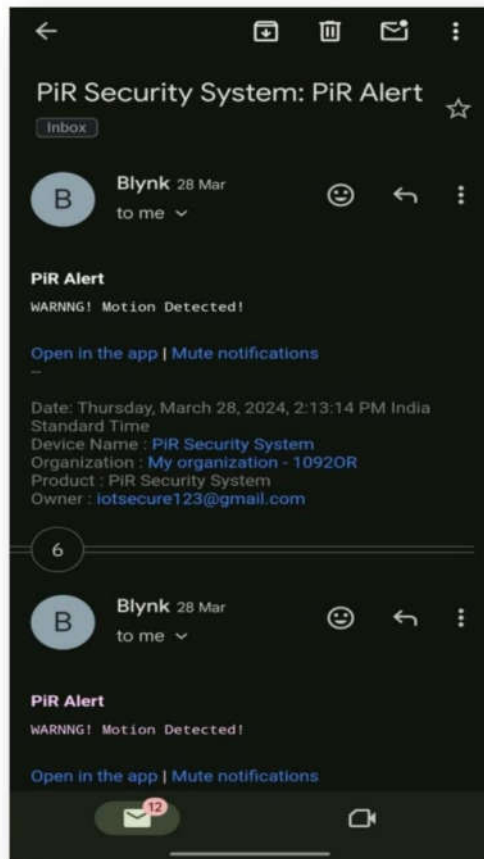 PiR Security System: PiR Alert
Inbox
B
Blynk 28 Mar
to me
PiR Alert
WARNNG! Motion Detected!
Open in the app | Mute notifications
--
Date: Thursday, March 28, 2024, 2:13:14 PM India
Standard Time
Device Name : PiR Security System
Organization : My organization - 1092OR
Product : PiR Security System
Owner : iotsecure123@gmail.com
6
B
Blynk 28 Mar
to me
PiR Alert
WARNNG! Motion Detected!
Open in the app | Mute notifications
12